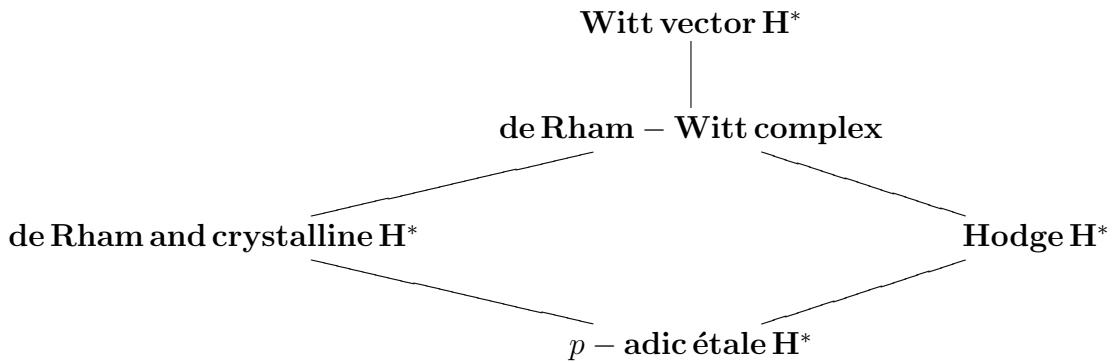 Witt vector H*
de Rham – Witt complex
de Rham and crystalline H* Hodge H*
p – adic étale H*